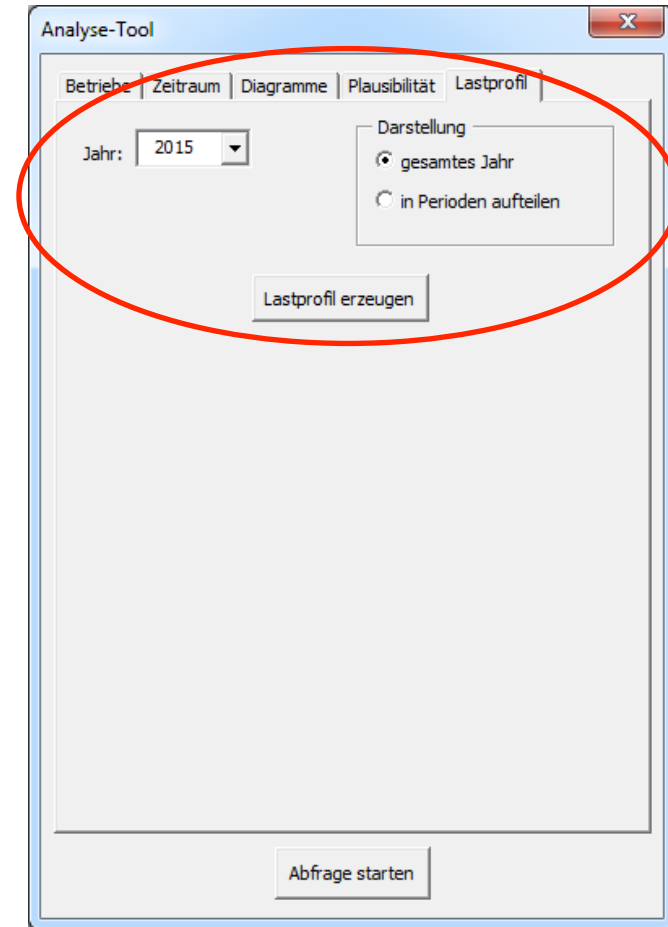 Analyse-Tool
Betriebe Zeitraum Diagramme Plausibilität Lastprofil
Jahr: 2015
Darstellung
gesamtes Jahr
in Perioden aufteilen
Lastprofil erzeugen
Abfrage starten